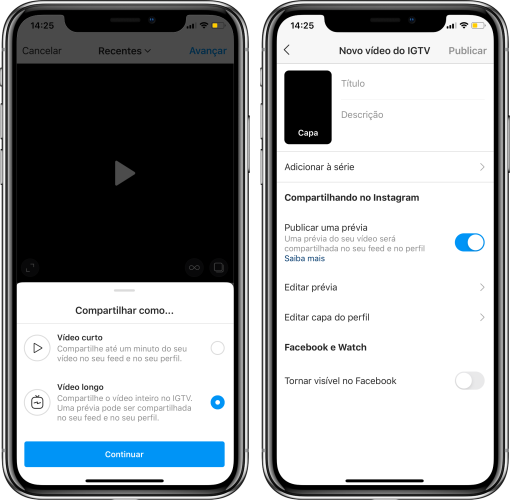 14:25
Cancelar
Recentes
Avançar
Compartilhar como...
Vídeo curto
Compartilhe até um minuto do seu
vídeo no seu feed e no seu perfil.
Vídeo longo
Compartilhe o vídeo inteiro no IGTV.
Uma prévia pode ser compartilhada
no seu feed e no seu perfil.
Continuar
14:25
Novo vídeo do IGTV
Publicar
Capa
Título
Descrição
Adicionar à série
Compartilhando no Instagram
Publicar uma prévia
Uma prévia do seu vídeo será
compartilhada no seu feed e no perfil
Saiba mais
Editar prévia
Editar capa do perfil
Facebook e Watch
Tornar visível no Facebook